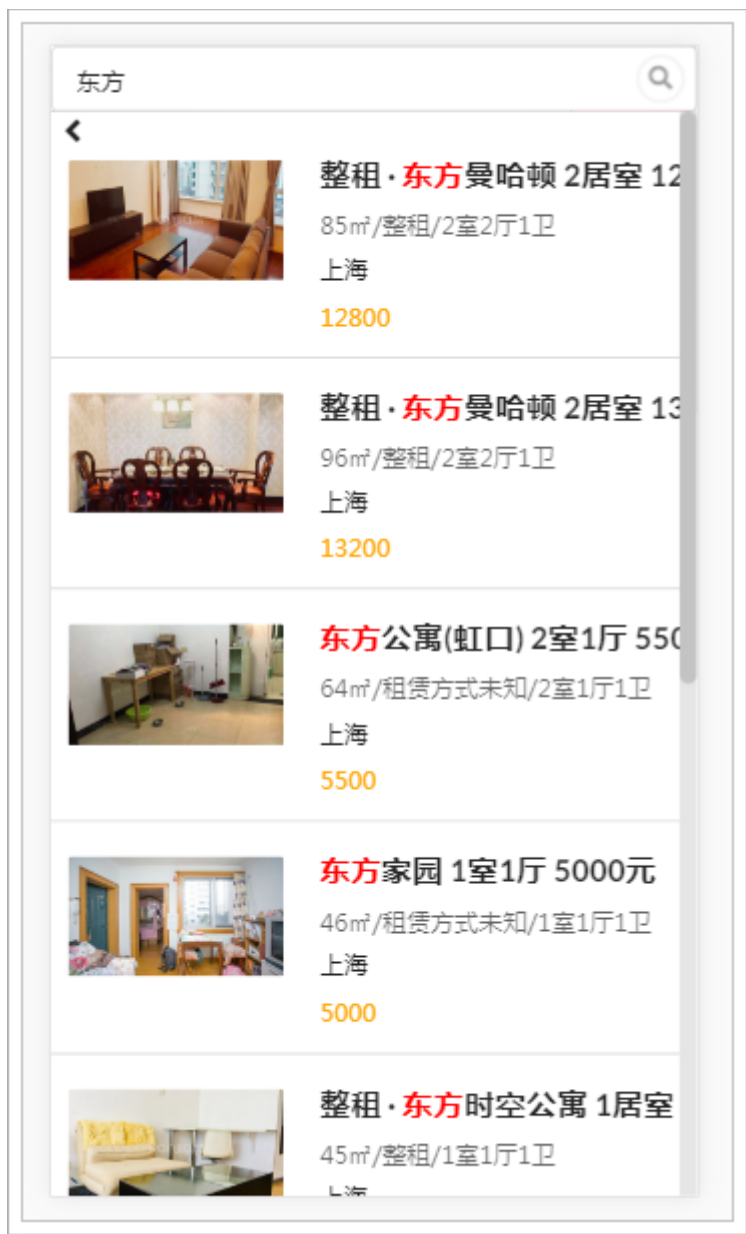 东方
整租·东方曼哈顿 2居室 12
85㎡/整租/2室2厅1卫
上海
12800
整租·东方曼哈顿 2居室 13
96㎡/整租/2室2厅1卫
上海
13200
东方公寓(虹口) 2室1厅 550
64㎡/租赁方式未知/2室1厅1卫
上海
5500
东方家园 1室1厅 5000元
46㎡/租赁方式未知/1室1厅1卫
上海
5000
整租·东方时空公寓 1居室
45㎡/整租/1室1厅1卫
上海